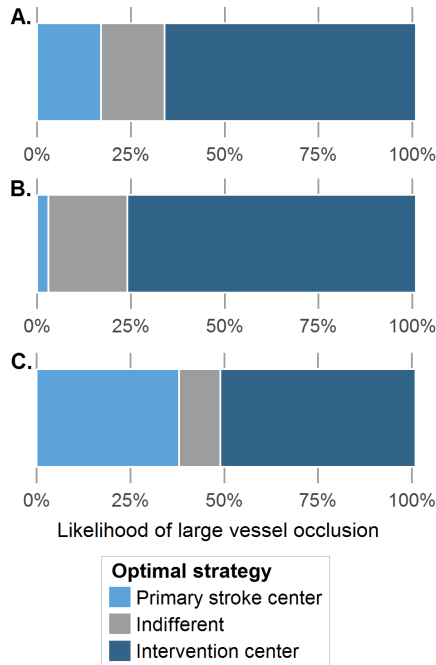 A.
0% 25% 50% 75% 100%
B.
0% 25% 50% 75% 100%
C.
0% 25% 50% 75% 100%
Likelihood of large vessel occlusion
Optimal strategy
Primary stroke center
Indifferent
Intervention center